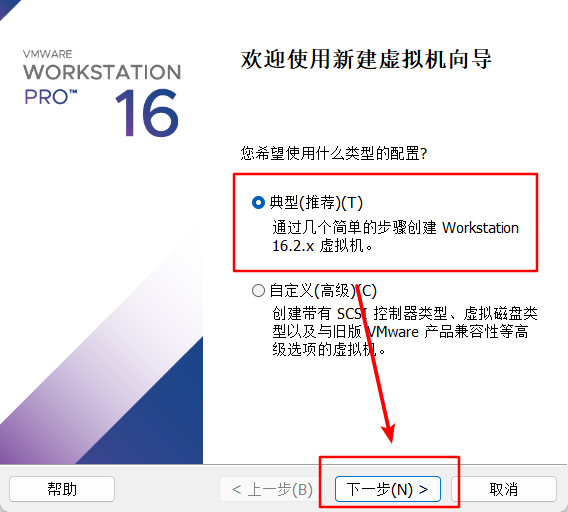 VMWARE
WORKSTATION
PRO™
16
欢迎使用新建虚拟机向导
您希望使用什么类型的配置?
典型(推荐)(T)
通过几个简单的步骤创建 Workstation
16.2.x 虚拟机。
自定义(高级)(C)
创建带有 SCSI 控制器类型、虚拟磁盘类
型以及与旧版 VMware 产品兼容性等高
级选项的虚拟机。
帮助
< 上一步(B)
下一步(N) >
取消